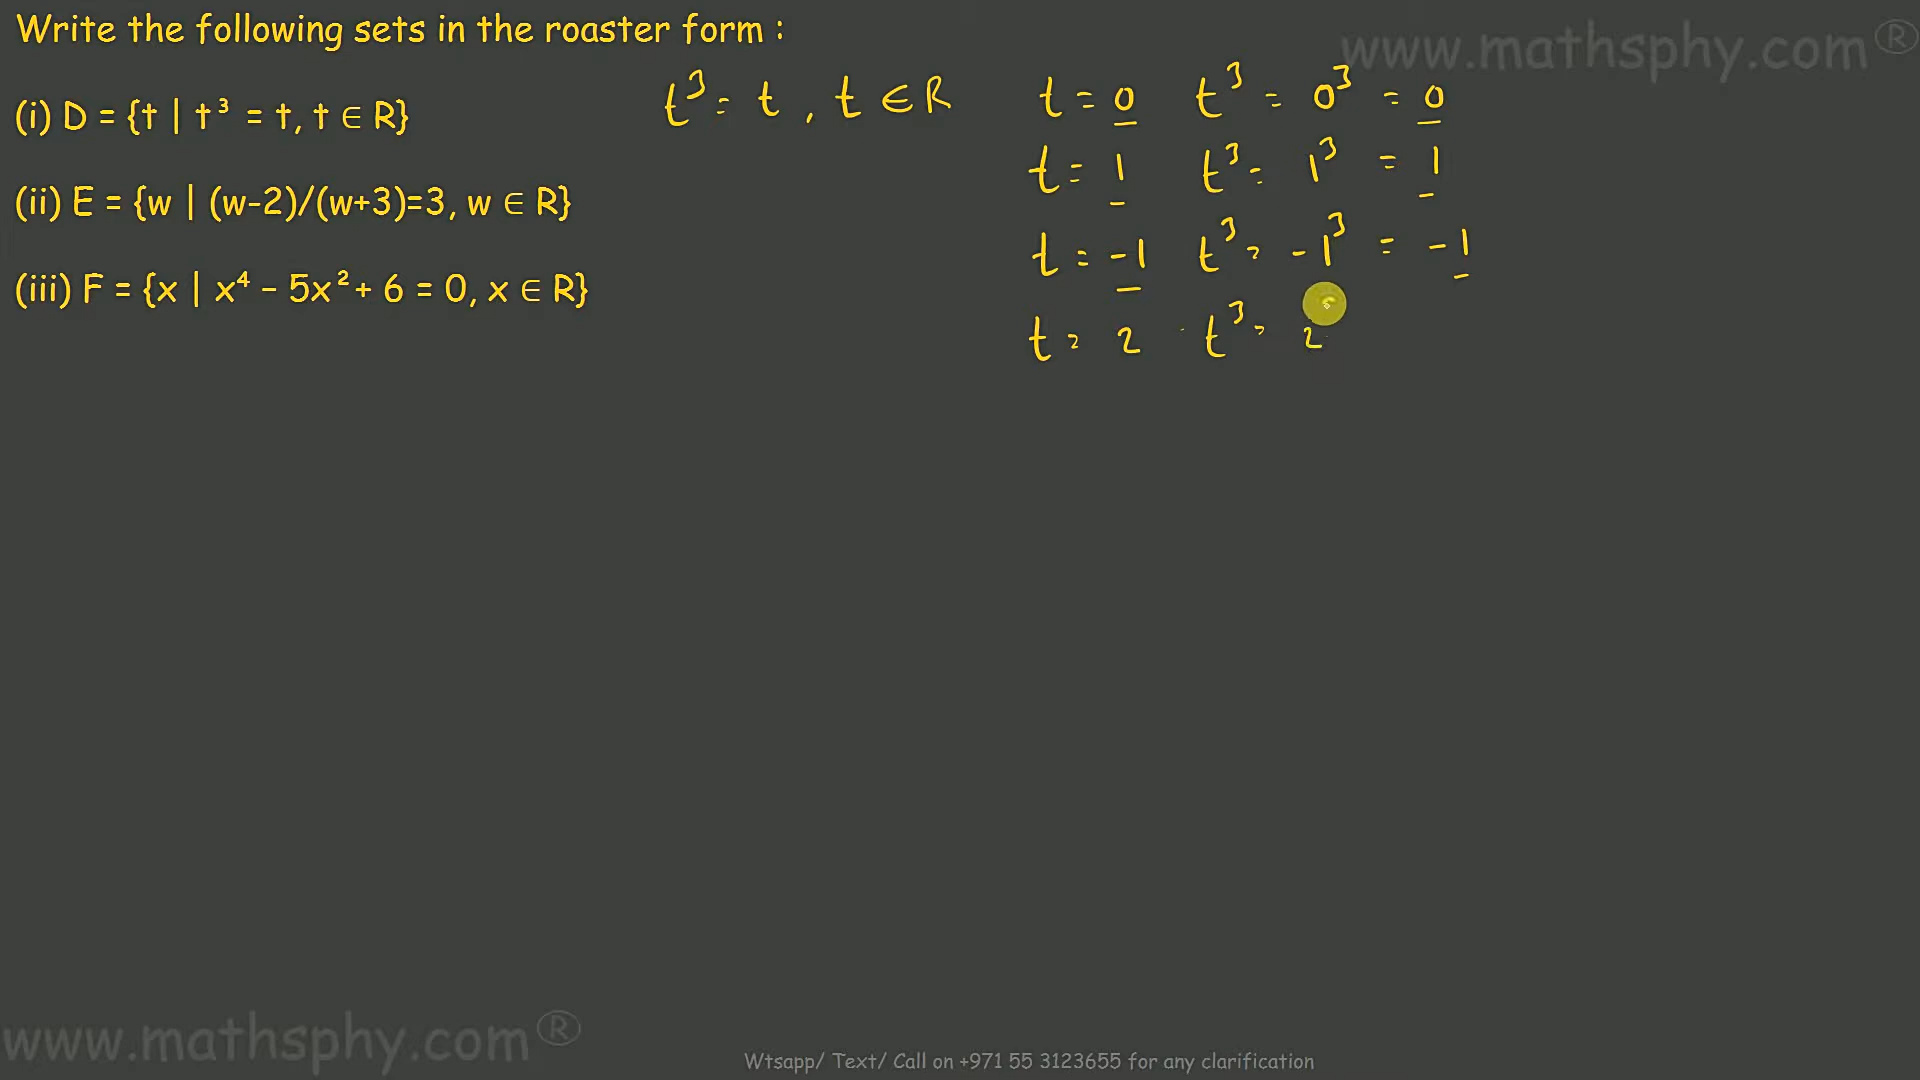 Write the following sets in the roaster form :
www.mathsphy.com®
(i) D = {t | t³ = t, t ∈ R}
t³ = t , t ∈ R
t = 0 t³ = 0³ = 0
t = 1 t³ = 1³ = 1
(ii) E = {w | (w-2)/(w+3)=3, w ∈ R}
t = -1 t³ = -1³ = -1
(iii) F = {x | x⁴ – 5x² + 6 = 0, x ∈ R}
t = 2 t³ = 2
www.mathsphy.com®
Wtsapp/ Text/ Call on +971 55 3123655 for any clarification